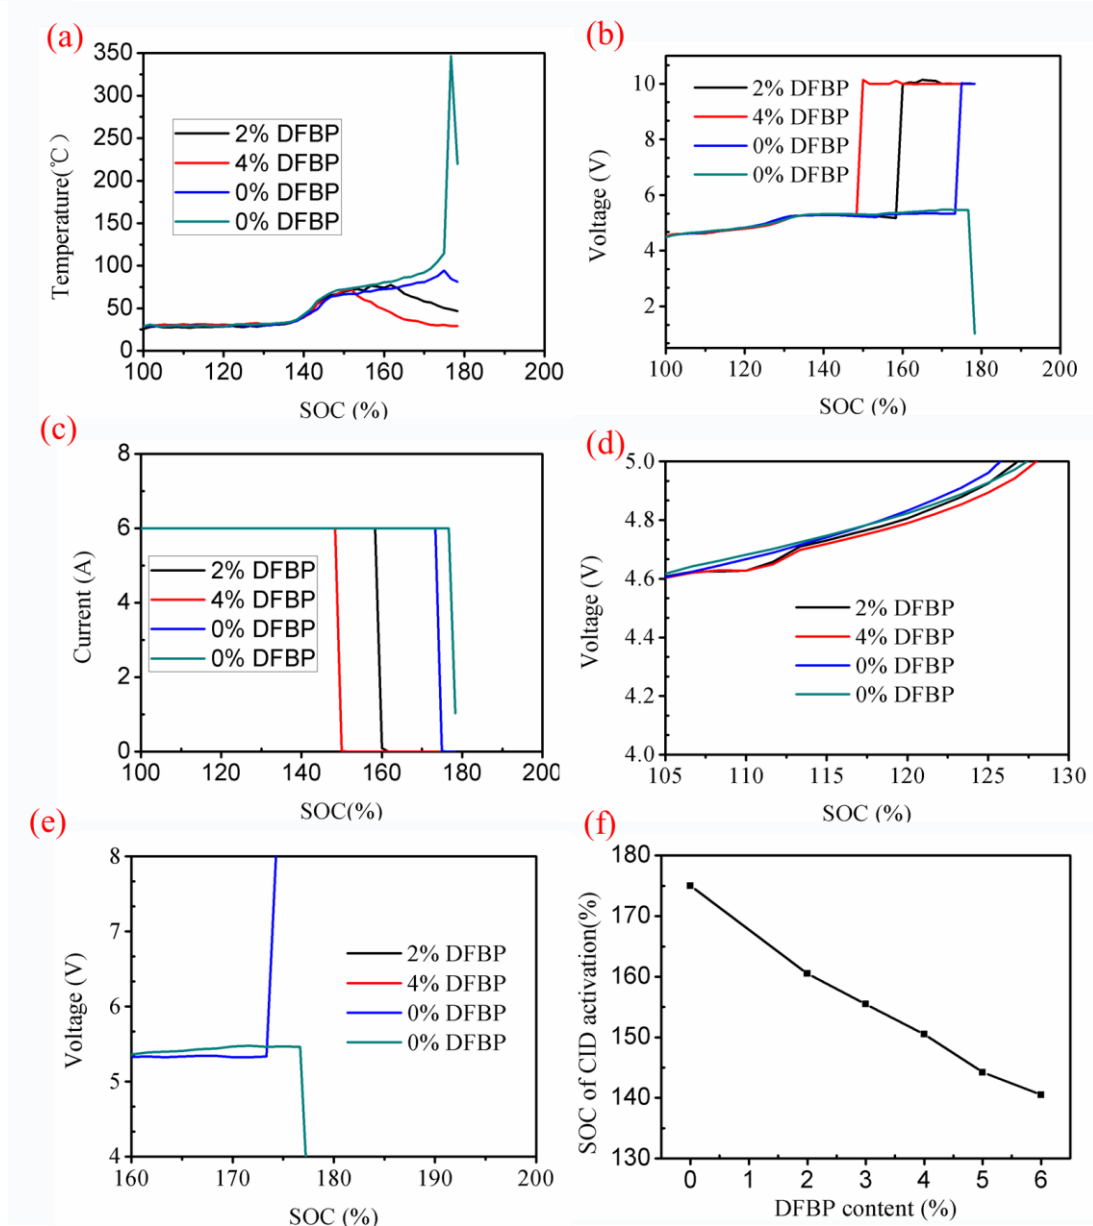 (a)
350
300
250
200
150
100
50
0
Temperature(℃)
2% DFBP
4% DFBP
0% DFBP
0% DFBP
100 120 140 160 180 200
SOC (%)
(b)
10
8
6
4
2
Voltage (V)
2% DFBP
4% DFBP
0% DFBP
0% DFBP
100 120 140 160 180 200
SOC (%)
(c)
8
6
4
2
0
Current (A)
2% DFBP
4% DFBP
0% DFBP
0% DFBP
100 120 140 160 180 200
SOC(%)
(d)
5.0
4.8
4.6
4.4
4.2
4.0
Voltage (V)
2% DFBP
4% DFBP
0% DFBP
0% DFBP
105 110 115 120 125 130
SOC (%)
(e)
8
7
6
5
4
Voltage (V)
2% DFBP
4% DFBP
0% DFBP
0% DFBP
160 170 180 190 200
SOC (%)
(f)
180
170
160
150
140
130
SOC of CID activation(%)
0 1 2 3 4 5 6
DFBP content (%)